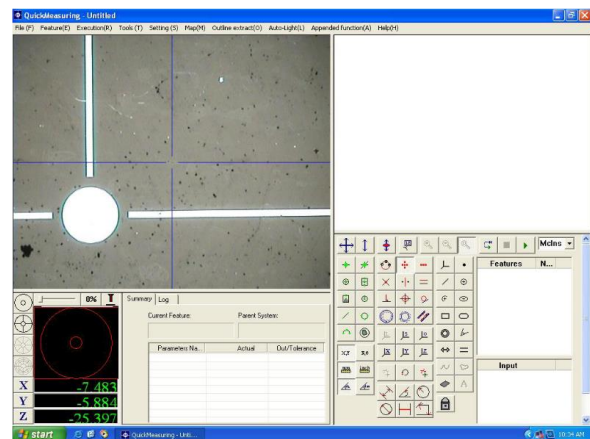 QuickMeasuring - Untitled
File (F) Feature(E) Execution(R) Tools (T) Setting (S) Map(M) Outline extract(O) Auto-Light(L) Appended function(A) Help(H)
McIns
Features N...
0%
Summary Log
Current Feature: Parent System:
Parameters Na... Actual Out/Tolerance
Input
X -7.483
Y -5.884
Z -25.397
start
QuickMeasuring - Unti...
10:34 AM